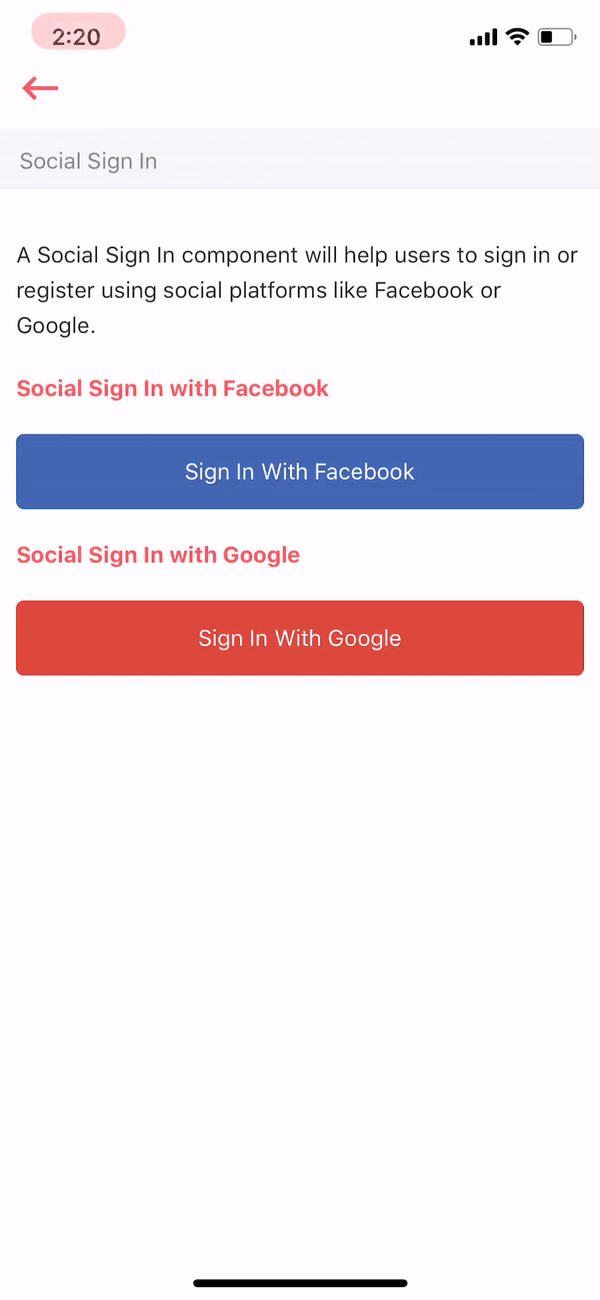 2:20
Social Sign In
A Social Sign In component will help users to sign in or
register using social platforms like Facebook or
Google.
Social Sign In with Facebook
Sign In With Facebook
Social Sign In with Google
Sign In With Google